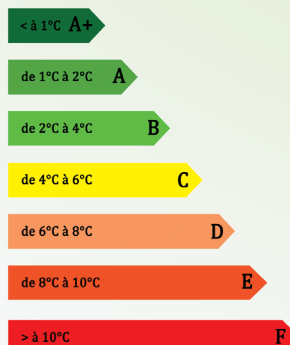 < à 1°C A+
de 1°C à 2°C A
de 2°C à 4°C B
de 4°C à 6°C C
de 6°C à 8°C D
de 8°C à 10°C E
> à 10°C F